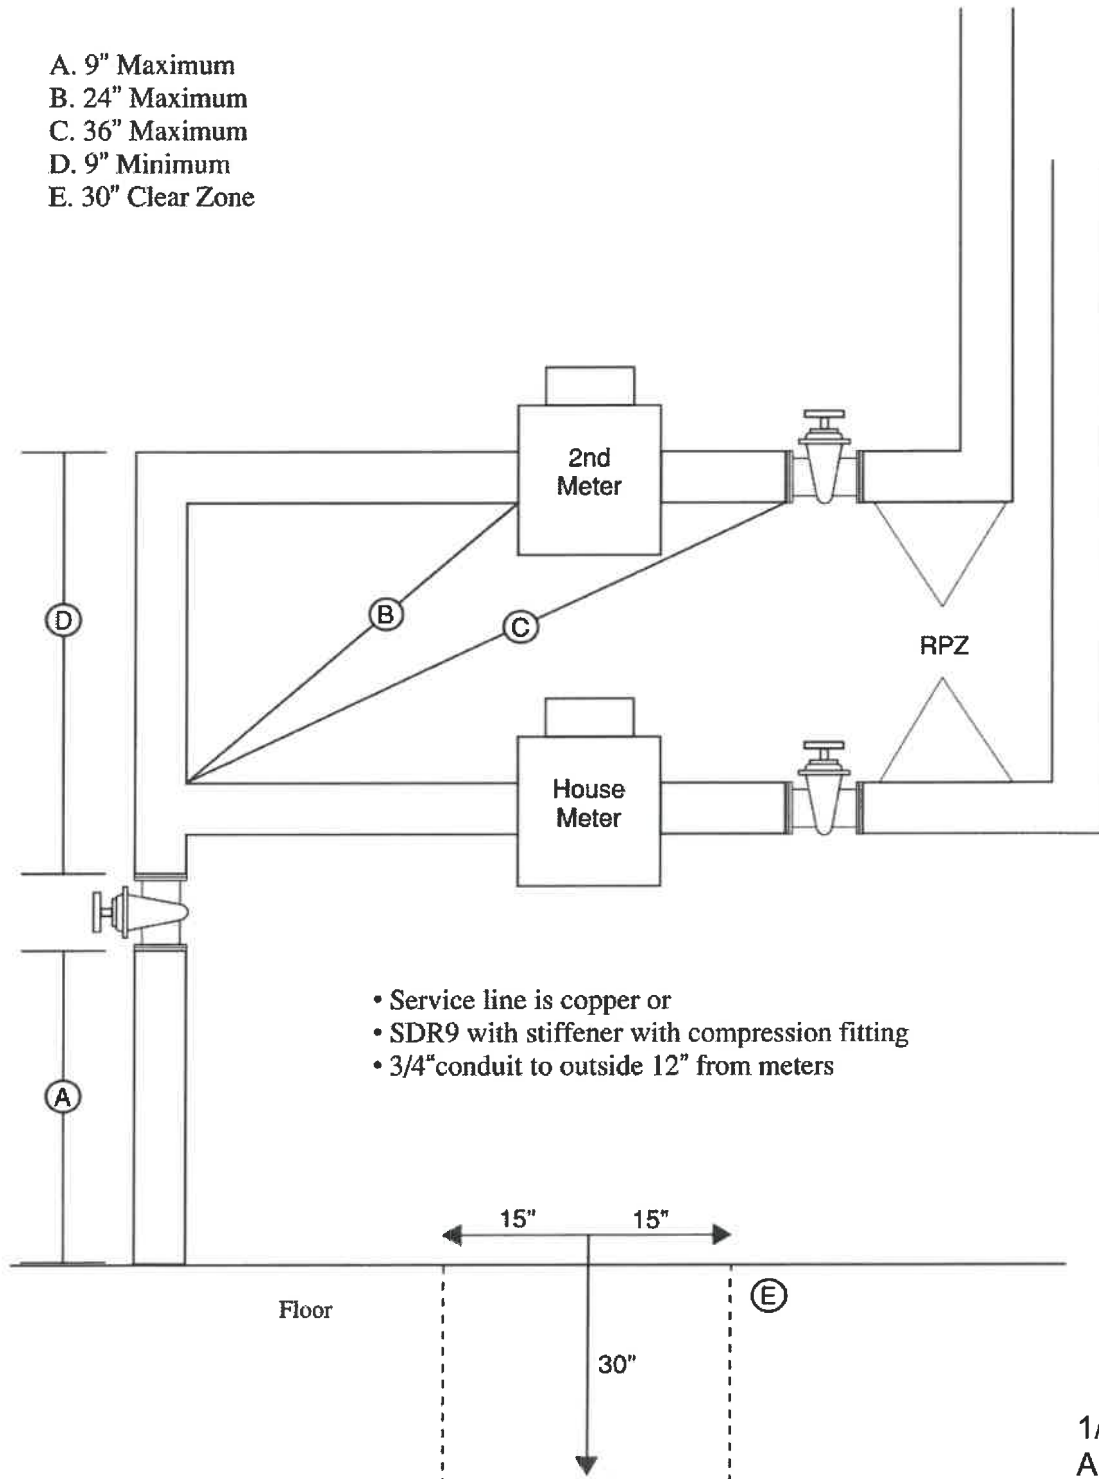 A. 9" Maximum
B. 24" Maximum
C. 36" Maximum
D. 9" Minimum
E. 30" Clear Zone
2nd
Meter
D
B
C
RPZ
House
Meter
• Service line is copper or
• SDR9 with stiffener with compression fitting
• 3/4"conduit to outside 12" from meters
A
15" 15"
E
Floor
30"
1/
A